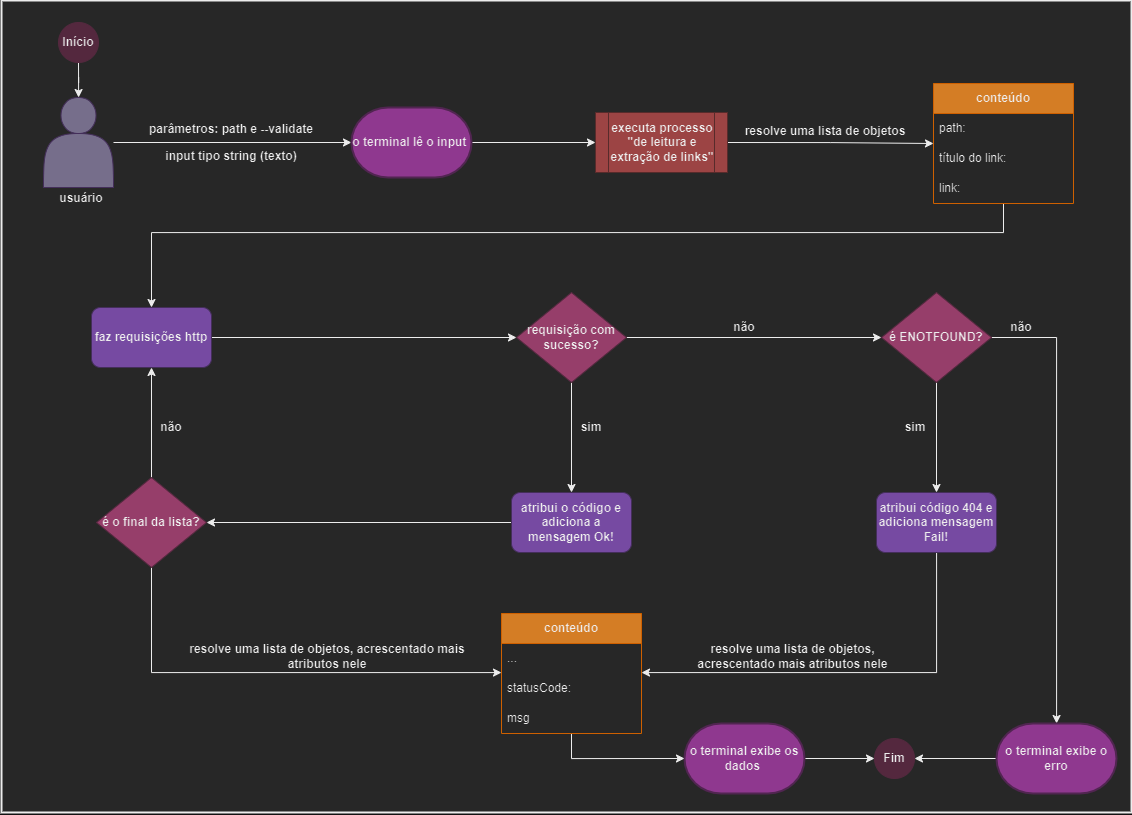 Início
parâmetros: path e --validate
input tipo string (texto)
usuário
o terminal lê o input
executa processo
"de leitura e
extração de links"
resolve uma lista de objetos
conteúdo
path:
título do link:
link:
faz requisições http
requisição com
sucesso?
não
é ENOTFOUND?
não
não
sim
sim
é o final da lista?
atribui o código e
adiciona a
mensagem Ok!
atribui código 404 e
adiciona mensagem
Fail!
resolve uma lista de objetos, acrescentado mais
atributos nele
conteúdo
...
statusCode:
msg
resolve uma lista de objetos,
acrescentado mais atributos nele
o terminal exibe os
dados
Fim
o terminal exibe o
erro